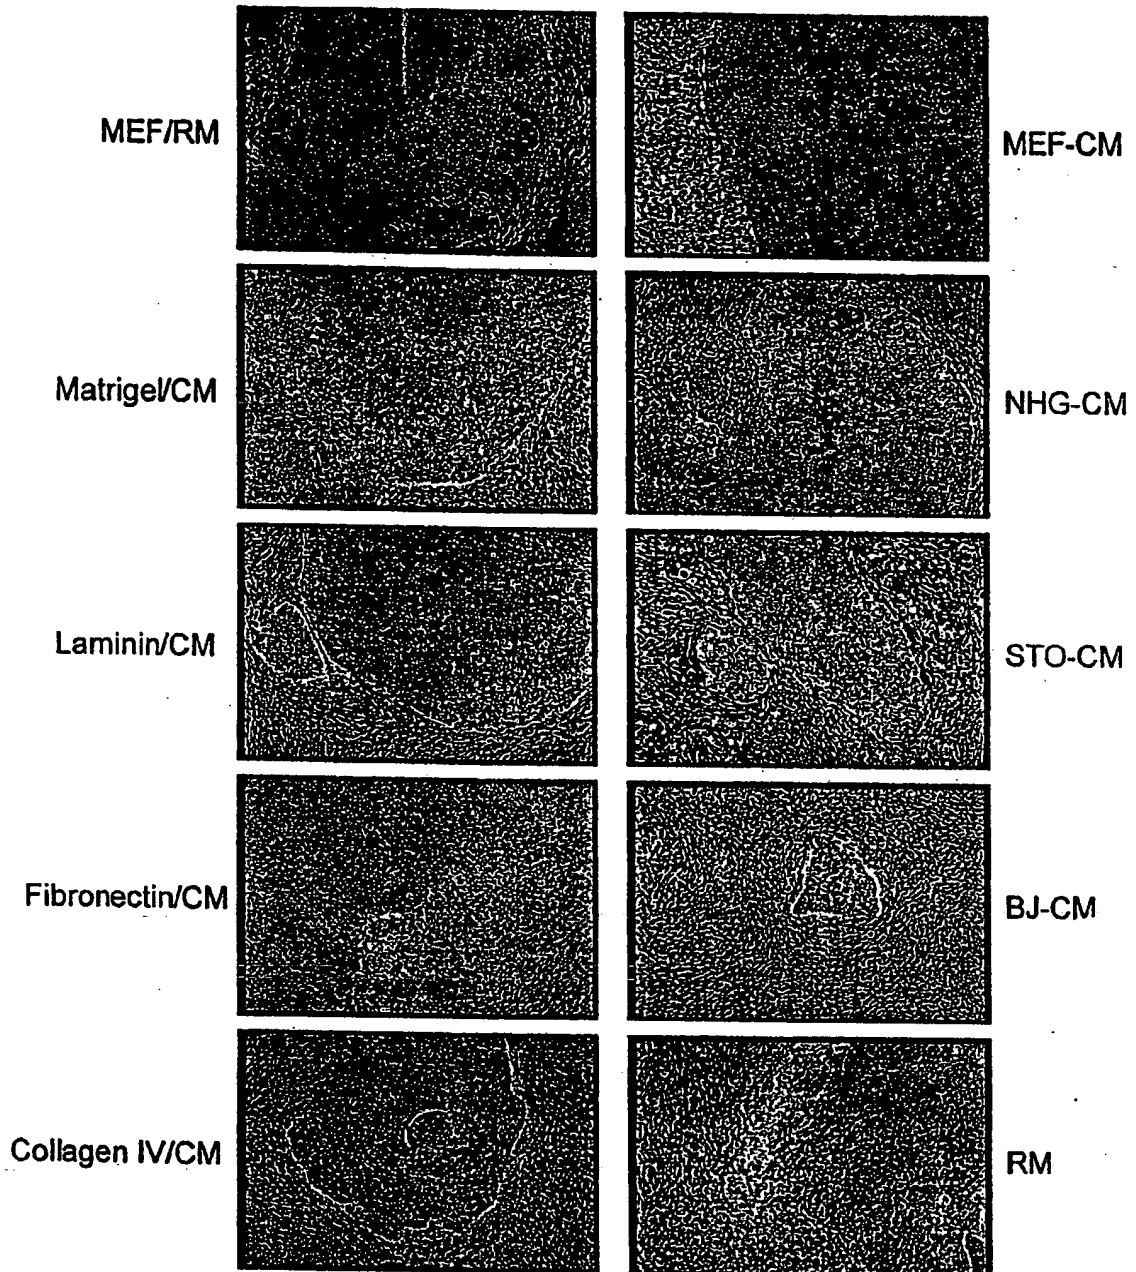 MEF/RM
MEF-CM
Matrigel/CM
NHG-CM
Laminin/CM
STO-CM
Fibronectin/CM
BJ-CM
Collagen IV/CM
RM